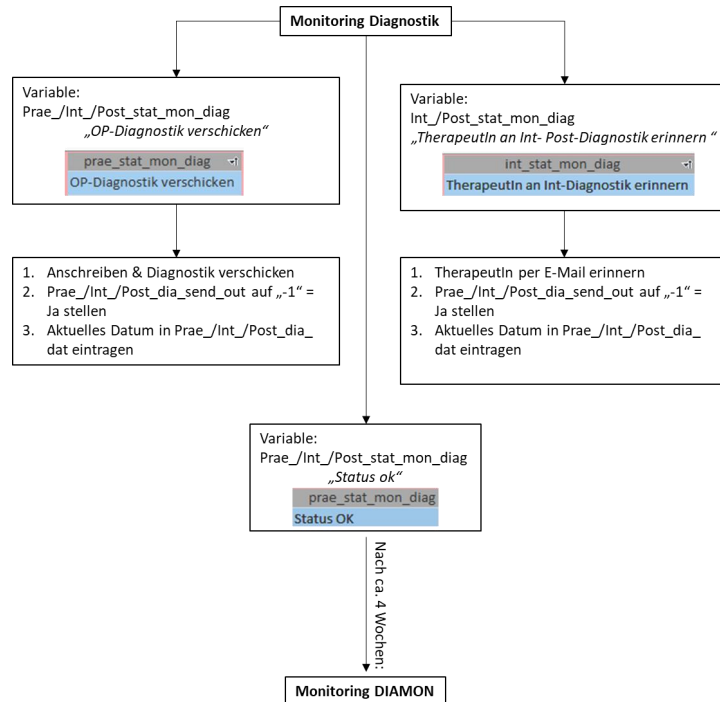 Monitoring Diagnostik
Variable:
Prae_/Int_/Post_stat_mon_diag
„OP-Diagnostik verschicken“
prae_stat_mon_diag
OP-Diagnostik verschicken
Variable:
Int_/Post_stat_mon_diag
„TherapeutIn an Int- Post-Diagnostik erinnern “
int_stat_mon_diag
TherapeutIn an Int-Diagnostik erinnern
1. Anschreiben & Diagnostik verschicken
2. Prae_/Int_/Post_dia_send_out auf „-1“ =
Ja stellen
3. Aktuelles Datum in Prae_/Int_/Post_dia_
dat eintragen
1. TherapeutIn per E-Mail erinnern
2. Prae_/Int_/Post_dia_send_out auf „-1“ =
Ja stellen
3. Aktuelles Datum in Prae_/Int_/Post_dia_
dat eintragen
Variable:
Prae_/Int_/Post_stat_mon_diag
„Status ok“
prae_stat_mon_diag
Status OK
Nach ca. 4 Wochen:
Monitoring DIAMON